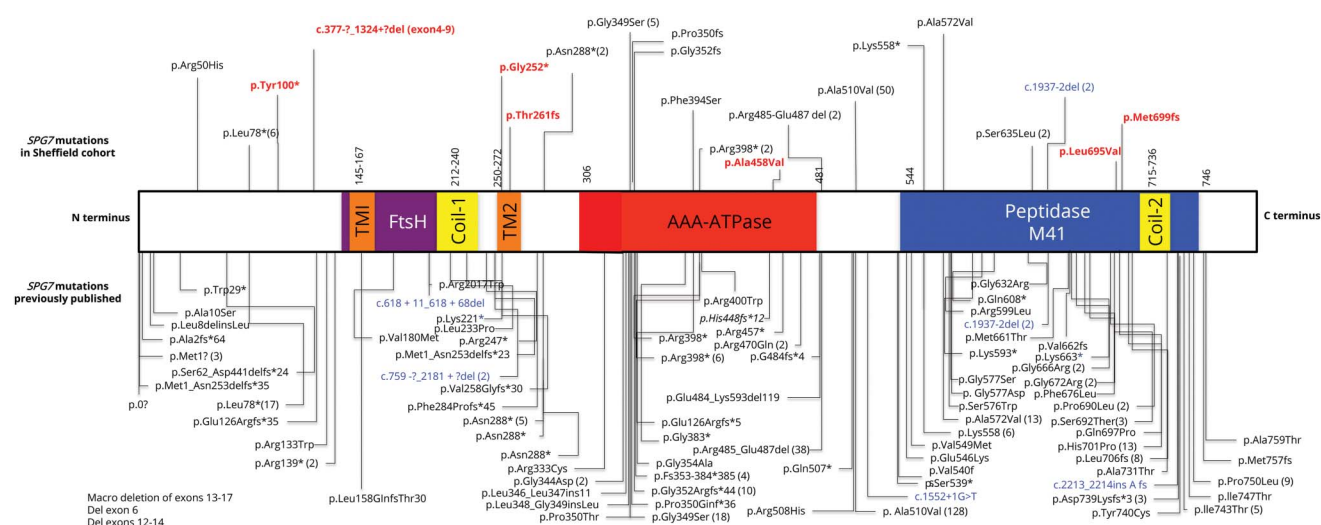 p.Gly349Ser (5)
p.Ala572Val
c.377-?_1324+?del (exon4-9)
p.Pro350fs
p.Lys558*
p.Asn288*(2)
p.Gly352fs
p.Arg50His
p.Gly252*
p.Tyr100*
c.1937-2del (2)
p.Ala510Val (50)
p.Phe394Ser
p.Thr261fs
p.Arg485-Glu487 del (2)
p.Met699fs
p.Leu78*(6)
p.Ser635Leu (2)
SPG7 mutations
in Sheffield cohort
p.Arg398* (2)
p.Leu695Val
p.Ala458Val
145-167
212-240
250-272
306
481
544
715-736
746
N terminus
TMI
FtsH
Coil-1
TM2
AAA-ATPase
Peptidase
M41
Coil-2
C terminus
SPG7 mutations
previously published
p.Trp29*
p.Ala10Ser
p.Leu8delinsLeu
p.Ala2fs*64
p.Met1? (3)
p.Ser62_Asp441delfs*24
p.Met1_Asn253delfs*35
p.0?
p.Leu78*(17)
p.Glu126Argfs*35
p.Arg133Trp
p.Arg139* (2)
p.Leu158GlnfsThr30
Macro deletion of exons 13-17
Del exon 6
Del exons 12-14
p.Arg2017Trp
c.618 + 11_618 + 68del
p.Lys221*
p.Leu233Pro
p.Val180Met
p.Arg247*
p.Met1_Asn253delfs*23
c.759 -?_2181 + ?del (2)
p.Val258Glyfs*30
p.Phe284Profs*45
p.Asn288* (5)
p.Asn288*
p.Asn288*
p.Arg333Cys
p.Gly344Asp (2)
p.Leu346_Leu347ins11
p.Leu348_Gly349insLeu
p.Pro350Thr
p.Arg400Trp
p.His448fs*12
p.Arg398*
p.Arg457*
p.Arg470Gln (2)
p.Arg398* (6)
p.G484fs*4
p.Glu484_Lys593del119
p.Glu126Argfs*5
p.Gly383*
p.Arg485_Glu487del (38)
p.Gly354Ala
p.Fs353-384*385 (4)
p.Gly352Argfs*44 (10)
p.Pro350Ginf*36
p.Gly349Ser (18)
p.Gln507*
p.Arg508His
p.Ala510Val (128)
c.1552+1G>T
p.Ser539*
p.Val540f
p.Glu546Lys
p.Val549Met
p.Lys558 (6)
p.Ala572Val (13)
p.Ser576Trp
p.Gly577Asp
p.Gly577Ser
p.Lys593*
p.Gly632Arg
p.Gln608*
p.Arg599Leu
c.1937-2del (2)
p.Met661Thr
p.Val662fs
p.Lys663*
p.Gly666Arg (2)
p.Gly672Arg (2)
p.Phe676Leu
p.Pro690Leu (2)
p.Ser692Ther(3)
p.Gln697Pro
p.His701Pro (13)
p.Leu706fs (8)
p.Ala731Thr
c.2213_2214ins A fs
p.Asp739Lysfs*3 (3)
p.Tyr740Cys
p.Ala759Thr
p.Met757fs
p.Pro750Leu (9)
p.Ile747Thr
p.Ile743Thr (5)